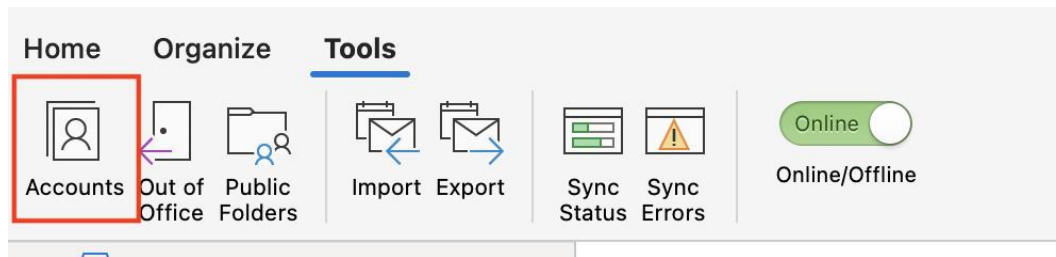 Home Organize Tools
Online
Accounts Out of Public Import Export Sync Sync Online/Offline
Office Folders Status Errors